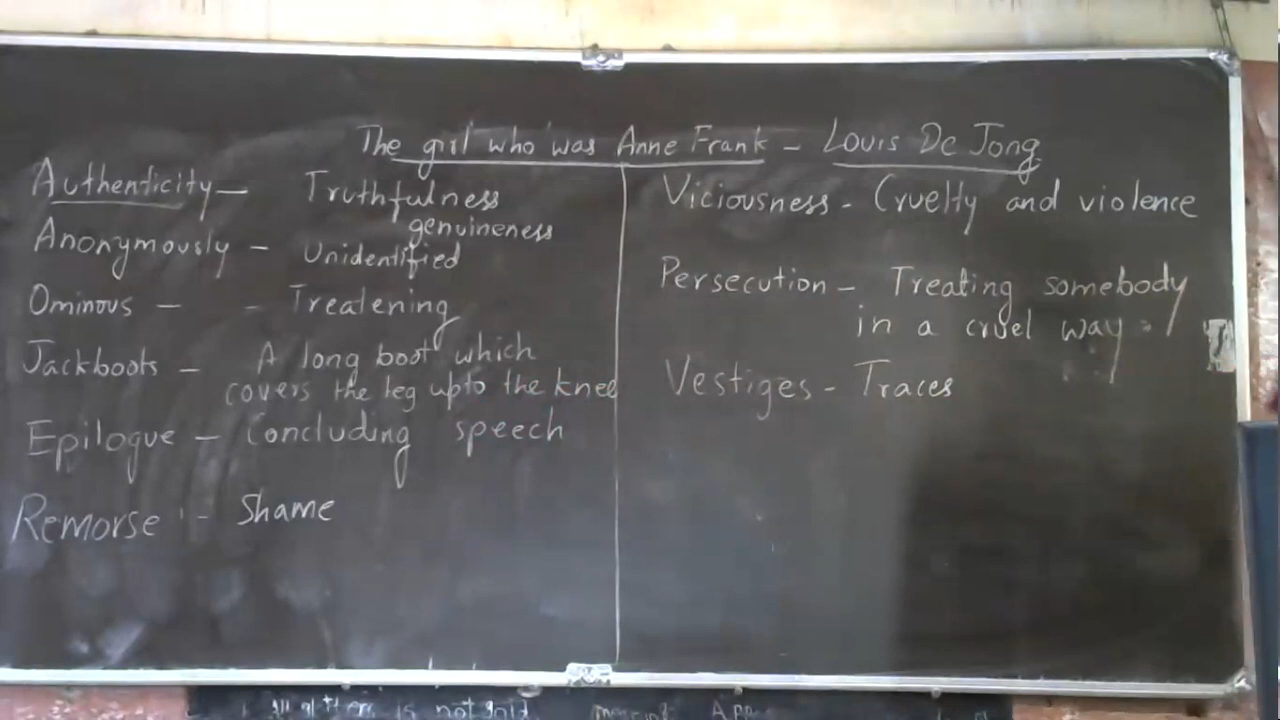 The girl who was Anne Frank - Louis De Jong
Authenticity - Truthfulness
genuineness
Anonymously - Unidentified
Ominous - - Treatening
Jackboots - A long boot which
covers the leg upto the knee
Epilogue - Concluding speech
Remorse - Shame
Viciousness - Cruelty and violence
Persecution - Treating somebody
in a cruel way.
Vestiges - Traces
is not gold